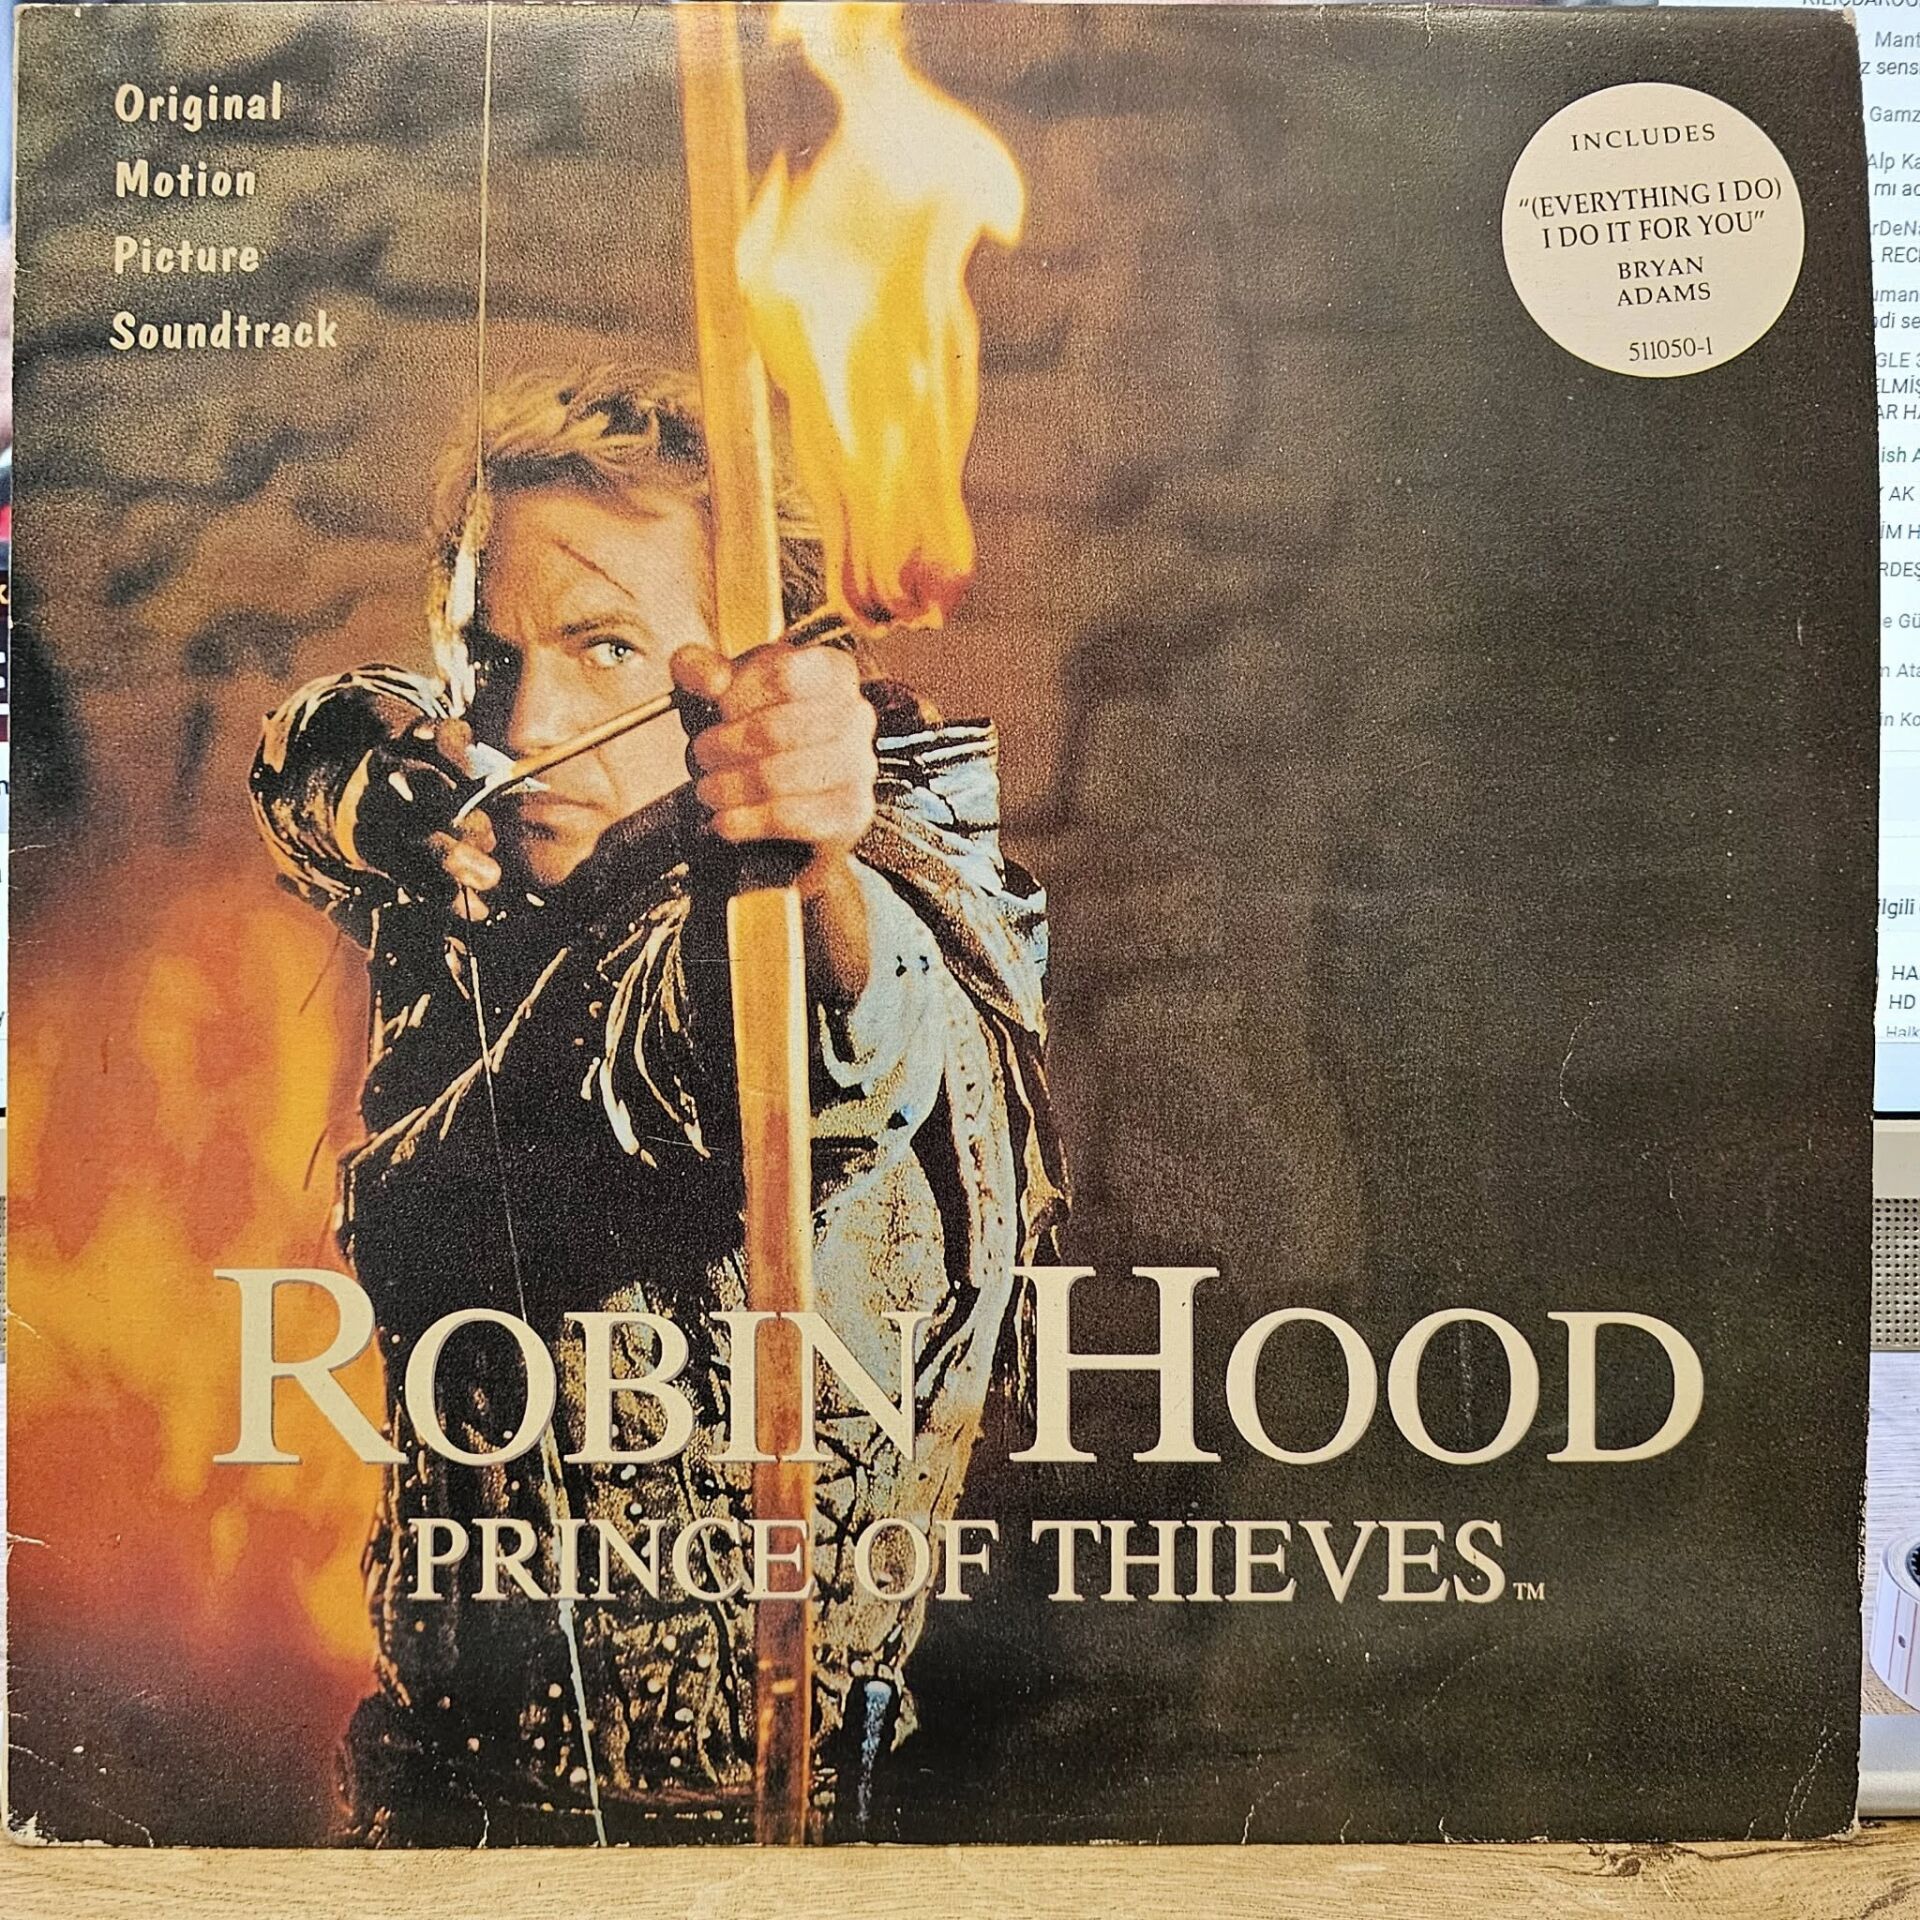 Original
Motion
Picture
Soundtrack
INCLUDES
"(EVERYTHING I DO)
I DO IT FOR YOU"
BRYAN
ADAMS
511050-1
ROBIN HOOD
PRINCE OF THIEVES™
HD